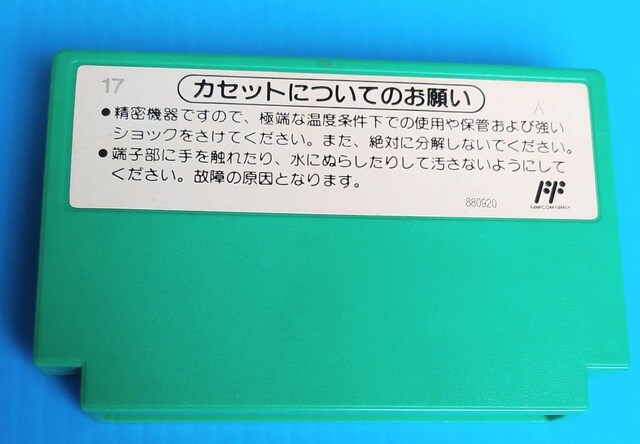 17
カセットについてのお願い
A
●精密機器ですので、極端な温度条件下での使用や保管および強い
ショックをさけてください。また、絶対に分解しないでください。
●端子部に手を触れたり、水にぬらしたりして汚さないようにして
ください。故障の原因となります。
880920
FAMICOM FAMILY